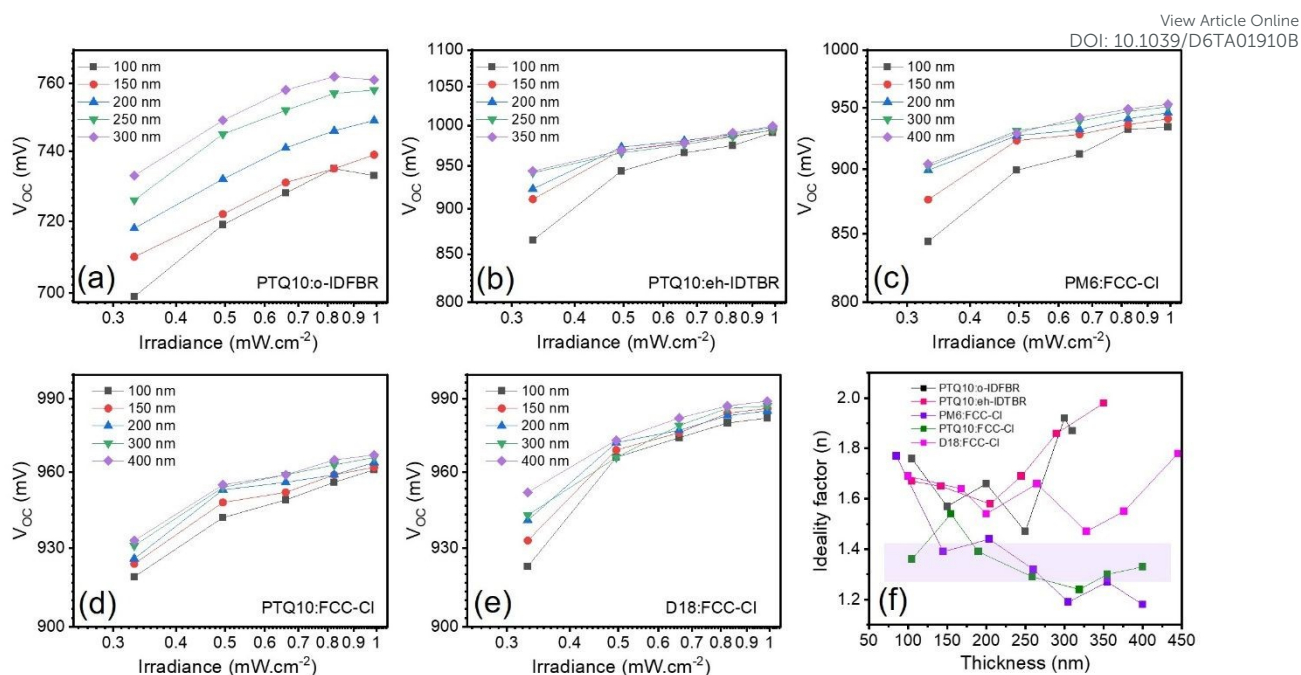 View Article Online
DOI: 10.1039/D6TA01910B
760
740
720
700
V_OC (mV)
100 nm
150 nm
200 nm
250 nm
300 nm
(a)
PTQ10:o-IDFBR
0.3 0.4 0.5 0.6 0.7 0.8 0.9 1
Irradiance (mW.cm⁻²)
1100
1000
950
900
850
800
V_OC (mV)
100 nm
150 nm
200 nm
250 nm
350 nm
(b)
PTQ10:eh-IDTBR
0.3 0.4 0.5 0.6 0.7 0.8 0.9 1
Irradiance (mW.cm⁻²)
1000
950
900
850
800
V_OC (mV)
100 nm
150 nm
200 nm
300 nm
400 nm
(c)
PM6:FCC-Cl
0.3 0.4 0.5 0.6 0.7 0.8 0.9 1
Irradiance (mW.cm⁻²)
990
960
930
900
V_OC (mV)
100 nm
150 nm
200 nm
300 nm
400 nm
(d)
PTQ10:FCC-Cl
0.3 0.4 0.5 0.6 0.7 0.8 0.9 1
Irradiance (mW.cm⁻²)
990
960
930
900
V_OC (mV)
100 nm
150 nm
200 nm
300 nm
400 nm
(e)
D18:FCC-Cl
0.3 0.4 0.5 0.6 0.7 0.8 0.9 1
Irradiance (mW.cm⁻²)
2.0
1.8
1.6
1.4
1.2
Ideality factor (n)
PTQ10:o-IDFBR
PTQ10:eh-IDTBR
PM6:FCC-Cl
PTQ10:FCC-Cl
D18:FCC-Cl
(f)
50 100 150 200 250 300 350 400 450
Thickness (nm)